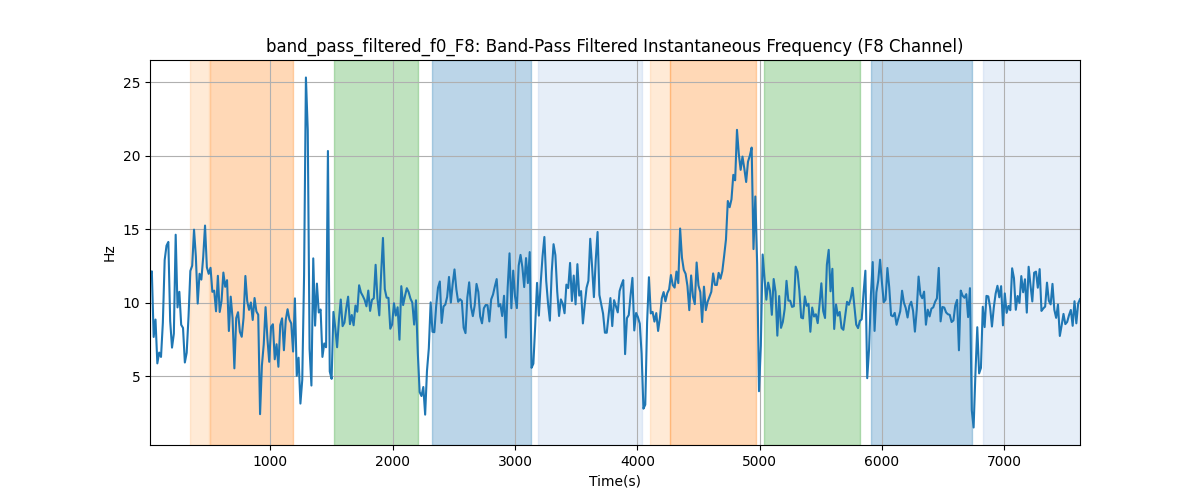 band_pass_filtered_f0_F8: Band-Pass Filtered Instantaneous Frequency (F8 Channel)
25
20
15
10
5
Hz
1000 2000 3000 4000 5000 6000 7000
Time(s)